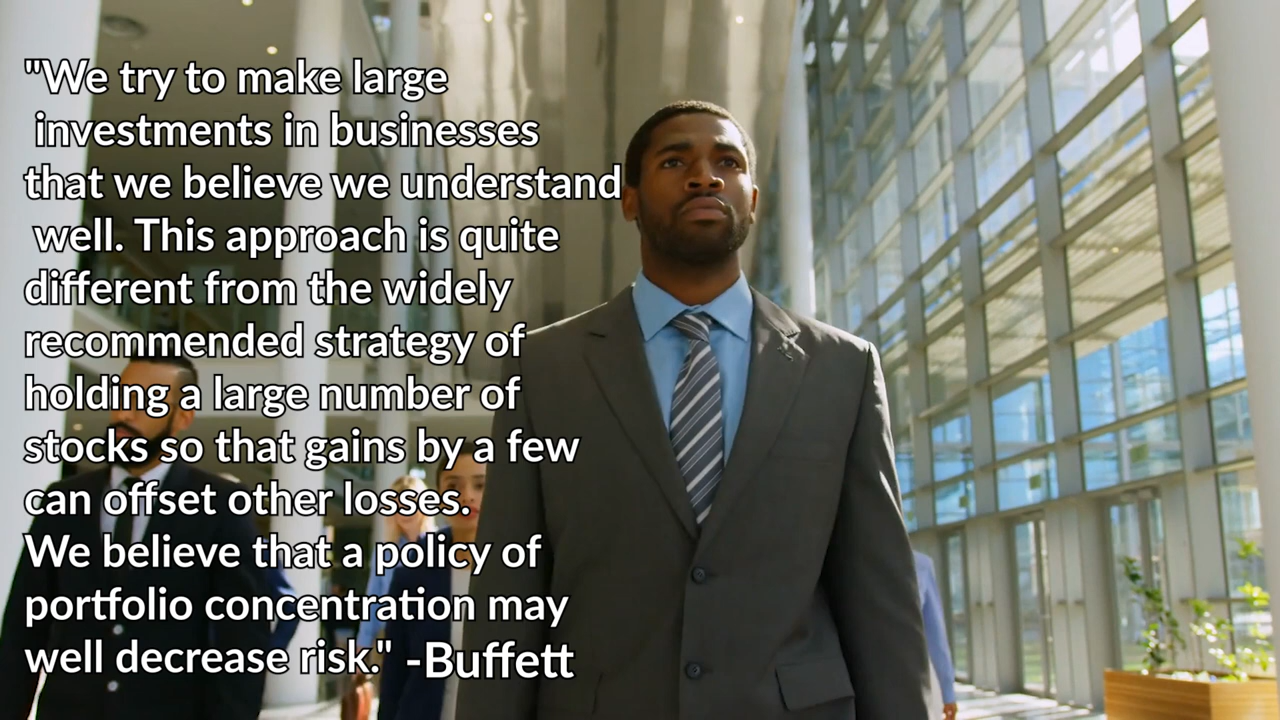 "We try to make large
investments in businesses
that we believe we understand
well. This approach is quite
different from the widely
recommended strategy of
holding a large number of
stocks so that gains by a few
can offset other losses.
We believe that a policy of
portfolio concentration may
well decrease risk." -Buffett